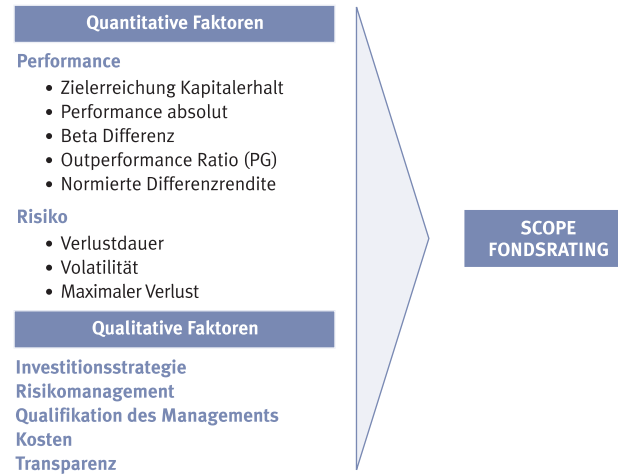 Quantitative Faktoren
Performance
• Zielerreichung Kapitalerhalt
• Performance absolut
• Beta Differenz
• Outperformance Ratio (PG)
• Normierte Differenzrendite
Risiko
• Verlustdauer
• Volatilität
• Maximaler Verlust
Qualitative Faktoren
Investitionsstrategie
Risikomanagement
Qualifikation des Managements
Kosten
Transparenz
SCOPE
FONDSRATING